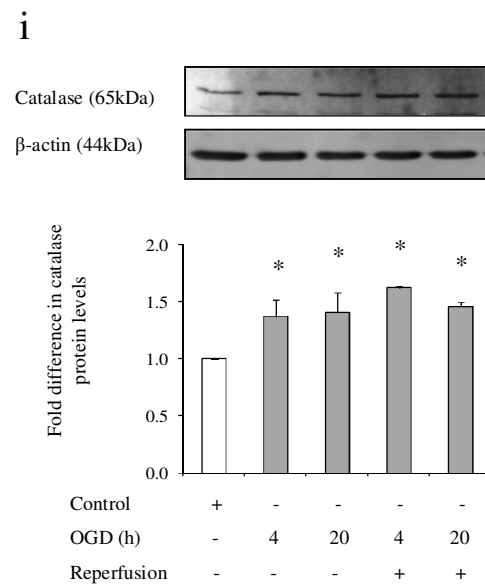 i
Catalase (65kDa)
β-actin (44kDa)
Fold difference in catalase
protein levels
2.0
1.5
1.0
0.5
0.0
* * * *
Control + - - - -
OGD (h) - 4 20 4 20
Reperfusion - - - + +